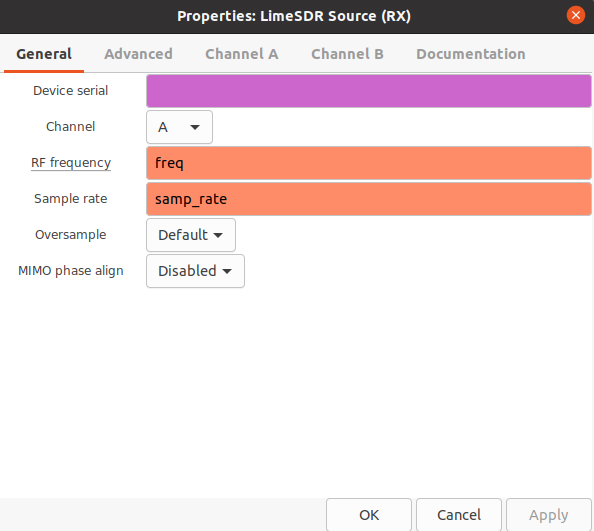 Properties: LimeSDR Source (RX)
General Advanced Channel A Channel B Documentation
Device serial
Channel A
RF frequency freq
Sample rate samp_rate
Oversample Default
MIMO phase align Disabled
OK Cancel Apply